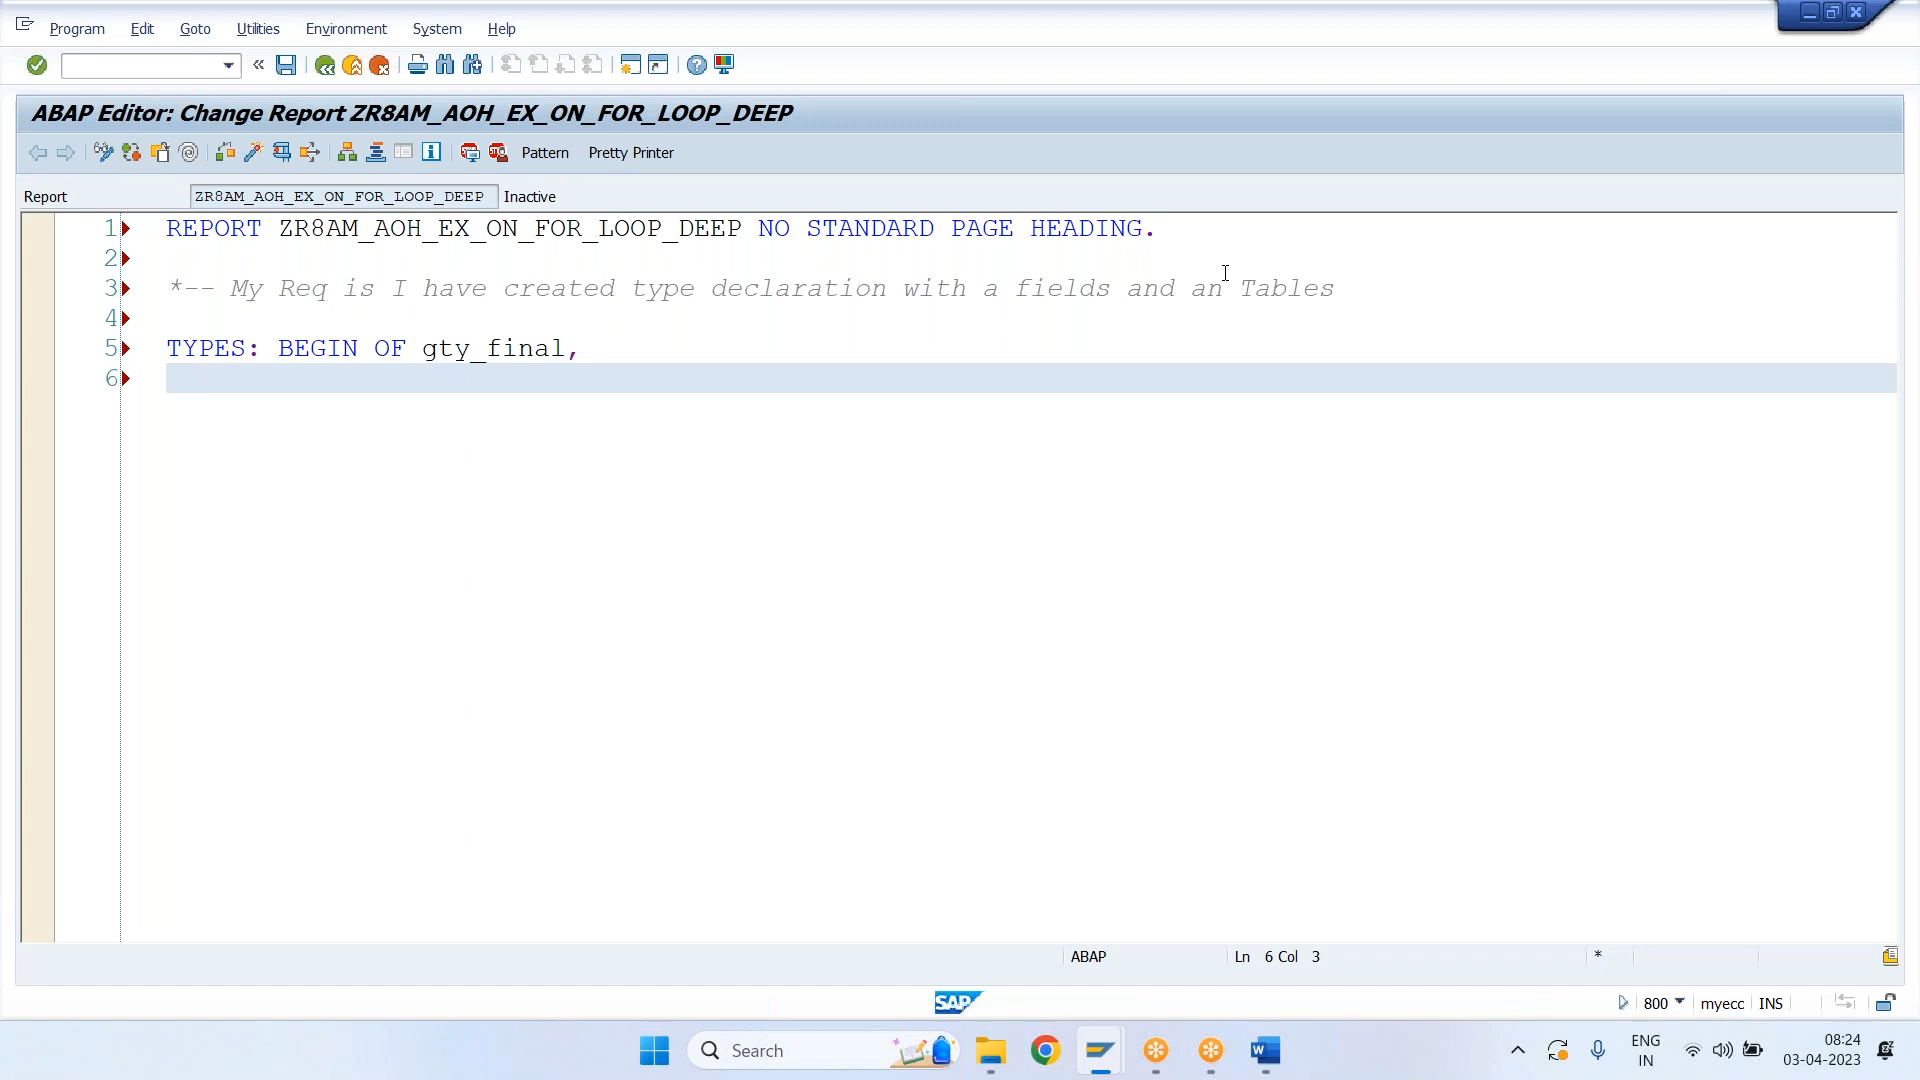 Program Edit Goto Utilities Environment System Help
ABAP Editor: Change Report ZR8AM_AOH_EX_ON_FOR_LOOP_DEEP
Pattern Pretty Printer
Report ZR8AM_AOH_EX_ON_FOR_LOOP_DEEP Inactive
1 REPORT ZR8AM_AOH_EX_ON_FOR_LOOP_DEEP NO STANDARD PAGE HEADING.
2
3 *-- My Req is I have created type declaration with a fields and an Tables
4
5 TYPES: BEGIN OF gty_final,
6
ABAP Ln 6 Col 3 *
SAP 800 myecc INS
Search ENG 08:24
IN 03-04-2023